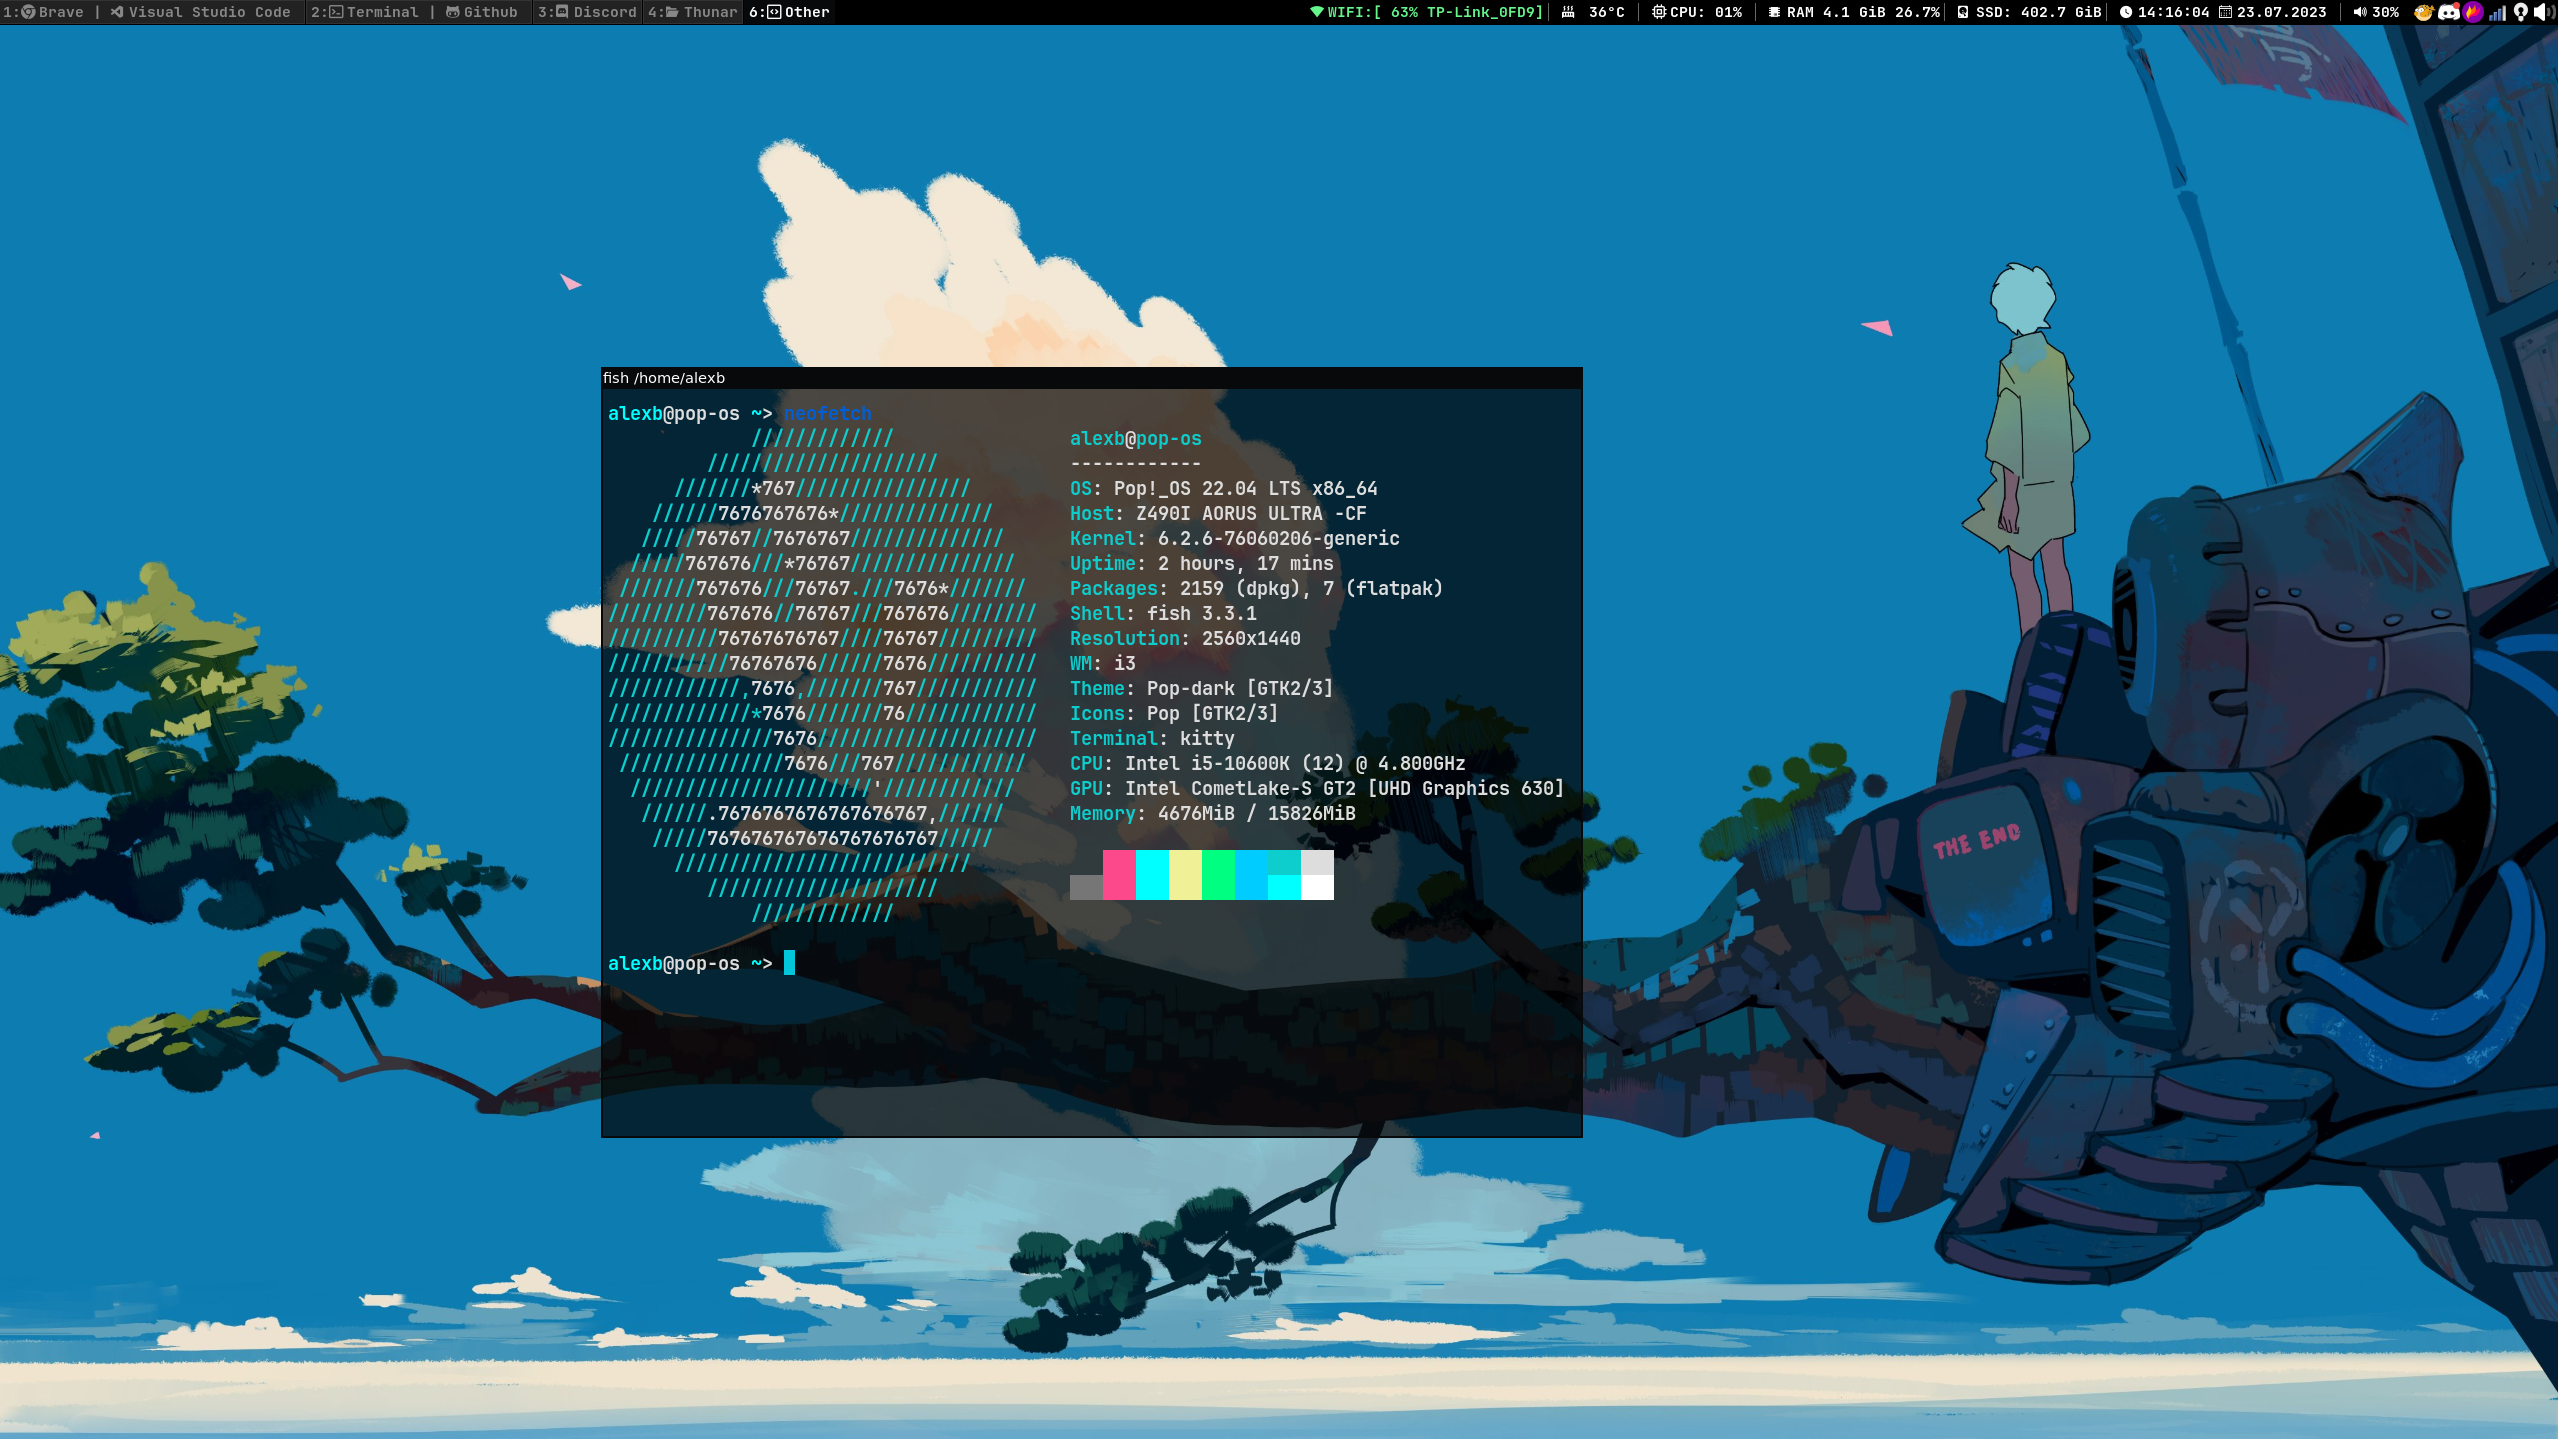 1: Brave | Visual Studio Code 2: Terminal | Github 3: Discord 4: Thunar 6: Other WIFI:[ 63% TP-Link_0FD9] | 36°C | CPU: 01% | RAM 4.1 GiB 26.7% | SSD: 402.7 GiB | 14:16:04 23.07.2023 | 30%
fish /home/alexb
alexb@pop-os ~> neofetch
/////////////
/////////////////////
///////*767////////////////
//////7676767676*//////////////
/////76767//7676767//////////////
/////767676///*76767///////////////
///////767676///76767.///7676*///////
/////////767676//76767///767676////////
//////////76767676767////76767/////////
///////////76767676//////7676//////////
////////////,7676,///////767///////////
/////////////*7676///////76////////////
///////////////7676////////////////////
///////////////7676///767////////////
//////////////////////'////////////
//////.7676767676767676767,//////
/////767676767676767676767/////
///////////////////////////
/////////////////////
/////////////
alexb@pop-os
------------
OS: Pop!_OS 22.04 LTS x86_64
Host: Z490I AORUS ULTRA -CF
Kernel: 6.2.6-76060206-generic
Uptime: 2 hours, 17 mins
Packages: 2159 (dpkg), 7 (flatpak)
Shell: fish 3.3.1
Resolution: 2560x1440
WM: i3
Theme: Pop-dark [GTK2/3]
Icons: Pop [GTK2/3]
Terminal: kitty
CPU: Intel i5-10600K (12) @ 4.800GHz
GPU: Intel CometLake-S GT2 [UHD Graphics 630]
Memory: 4676MiB / 15826MiB
alexb@pop-os ~>
THE END